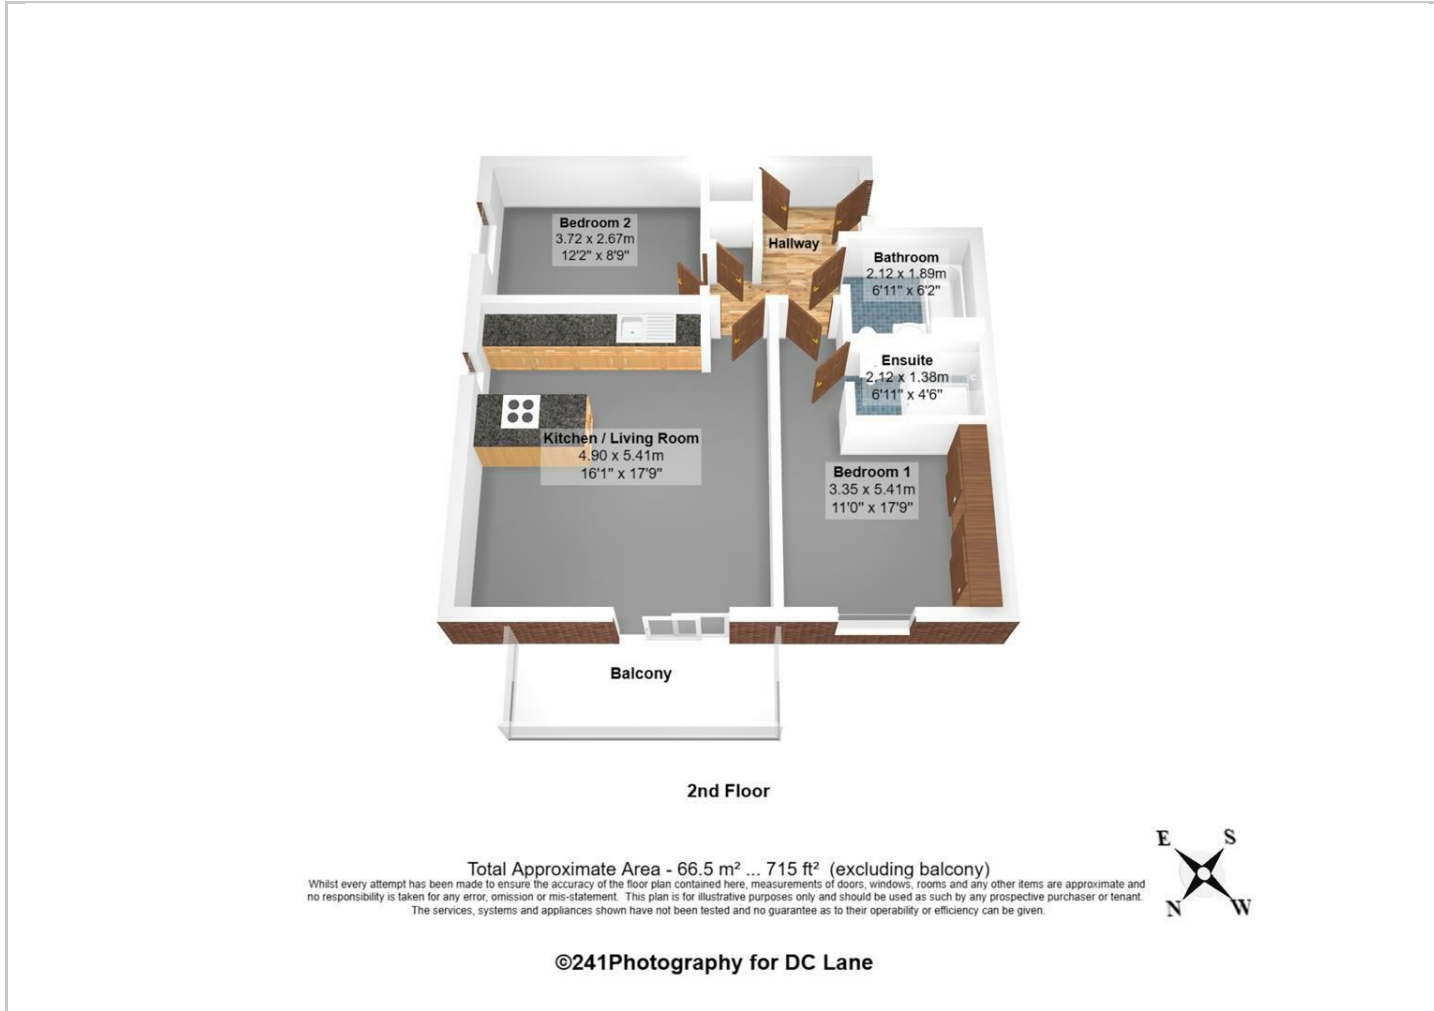 Bedroom 2
3.72 x 2.67m
12'2" x 8'9"
Hallway
Bathroom
2.12 x 1.89m
6'11" x 6'2"
Ensuite
2.12 x 1.38m
6'11" x 4'6"
Kitchen / Living Room
4.90 x 5.41m
16'1" x 17'9"
Bedroom 1
3.35 x 5.41m
11'0" x 17'9"
Balcony
2nd Floor
E S
N W
Total Approximate Area - 66.5 m² ... 715 ft² (excluding balcony)
Whilst every attempt has been made to ensure the accuracy of the floor plan contained here, measurements of doors, windows, rooms and any other items are approximate and
no responsibility is taken for any error, omission or mis-statement. This plan is for illustrative purposes only and should be used as such by any prospective purchaser or tenant.
The services, systems and appliances shown have not been tested and no guarantee as to their operability or efficiency can be given.
©241Photography for DC Lane